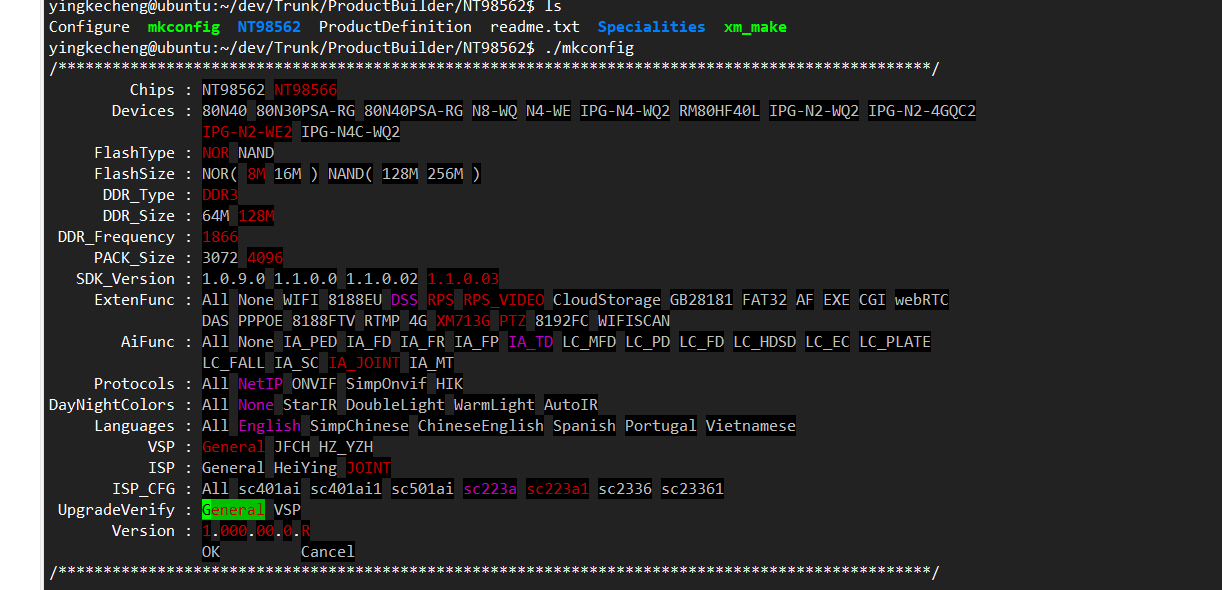 yingkecheng@ubuntu:~/dev/Trunk/ProductBuilder/NT98562$ ls
Configure mkconfig NT98562 ProductDefinition readme.txt Specialities xm_make
yingkecheng@ubuntu:~/dev/Trunk/ProductBuilder/NT98562$ ./mkconfig
/*************************************************************************************************/
Chips : NT98562 NT98566
Devices : 80N40 80N30PSA-RG 80N40PSA-RG N8-WQ N4-WE IPG-N4-WQ2 RM80HF40L IPG-N2-WQ2 IPG-N2-4GQC2
IPG-N2-WE2 IPG-N4C-WQ2
FlashType : NOR NAND
FlashSize : NOR( 8M 16M ) NAND( 128M 256M )
DDR_Type : DDR3
DDR_Size : 64M 128M
DDR_Frequency : 1866
PACK_Size : 3072 4096
SDK_Version : 1.0.9.0 1.1.0.0 1.1.0.02 1.1.0.03
ExtenFunc : All None WIFI 8188EU DSS RPS RPS_VIDEO CloudStorage GB28181 FAT32 AF EXE CGI webRTC
DAS PPPOE 8188FTV RTMP 4G XM713G PTZ 8192FC WIFISCAN
AiFunc : All None IA_PED IA_FD IA_FR IA_FP IA_TD LC_MFD LC_PD LC_FD LC_HDSD LC_EC LC_PLATE
LC_FALL IA_SC IA_JOINT IA_MT
Protocols : All NetIP ONVIF SimpOnvif HIK
DayNightColors : All None StarIR DoubleLight WarmLight AutoIR
Languages : All English SimpChinese ChineseEnglish Spanish Portugal Vietnamese
VSP : General JFCH HZ_YZH
ISP : General HeiYing JOINT
ISP_CFG : All sc401ai sc401ai1 sc501ai sc223a sc223a1 sc2336 sc23361
UpgradeVerify : General VSP
Version : 1.000.00.0.R
OK Cancel
/*************************************************************************************************/